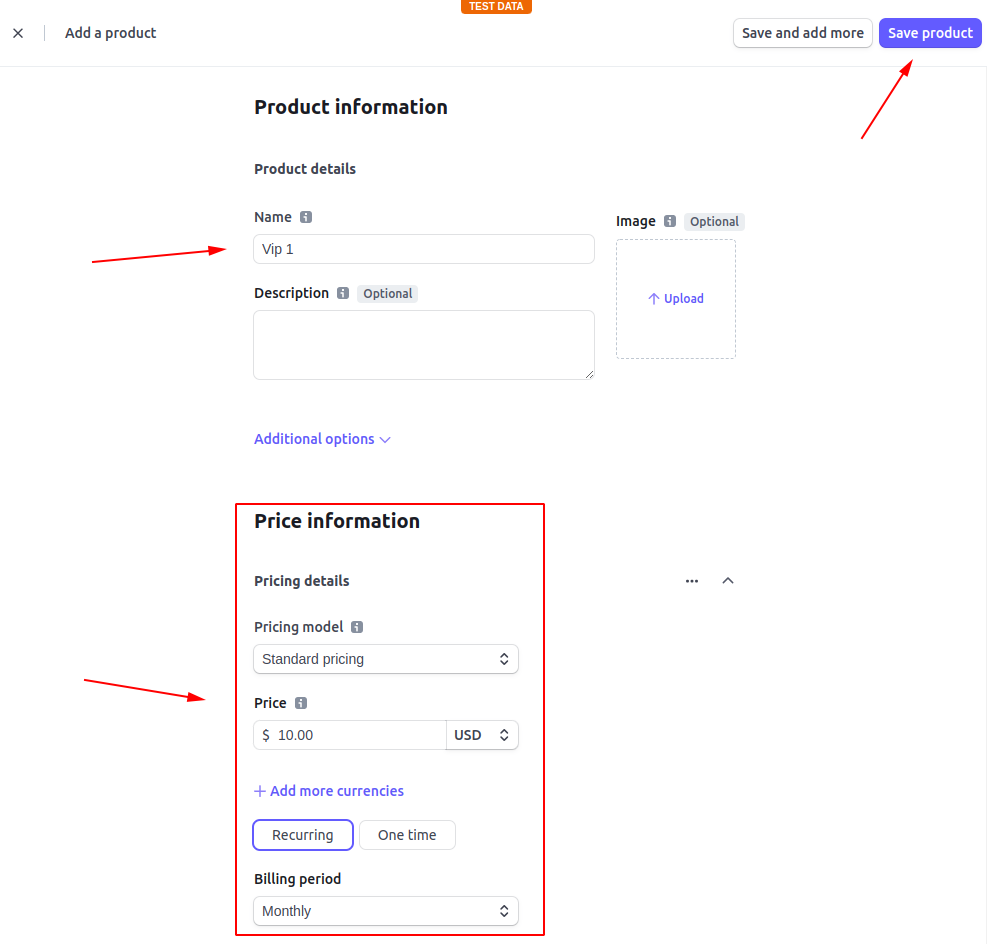 TEST DATA
Add a product
Save and add more
Save product
Product information
Product details
Name
Image Optional
Vip 1
Description Optional
Upload
Additional options
Price information
Pricing details
Pricing model
Standard pricing
Price
$ 10.00 USD
Add more currencies
Recurring One time
Billing period
Monthly